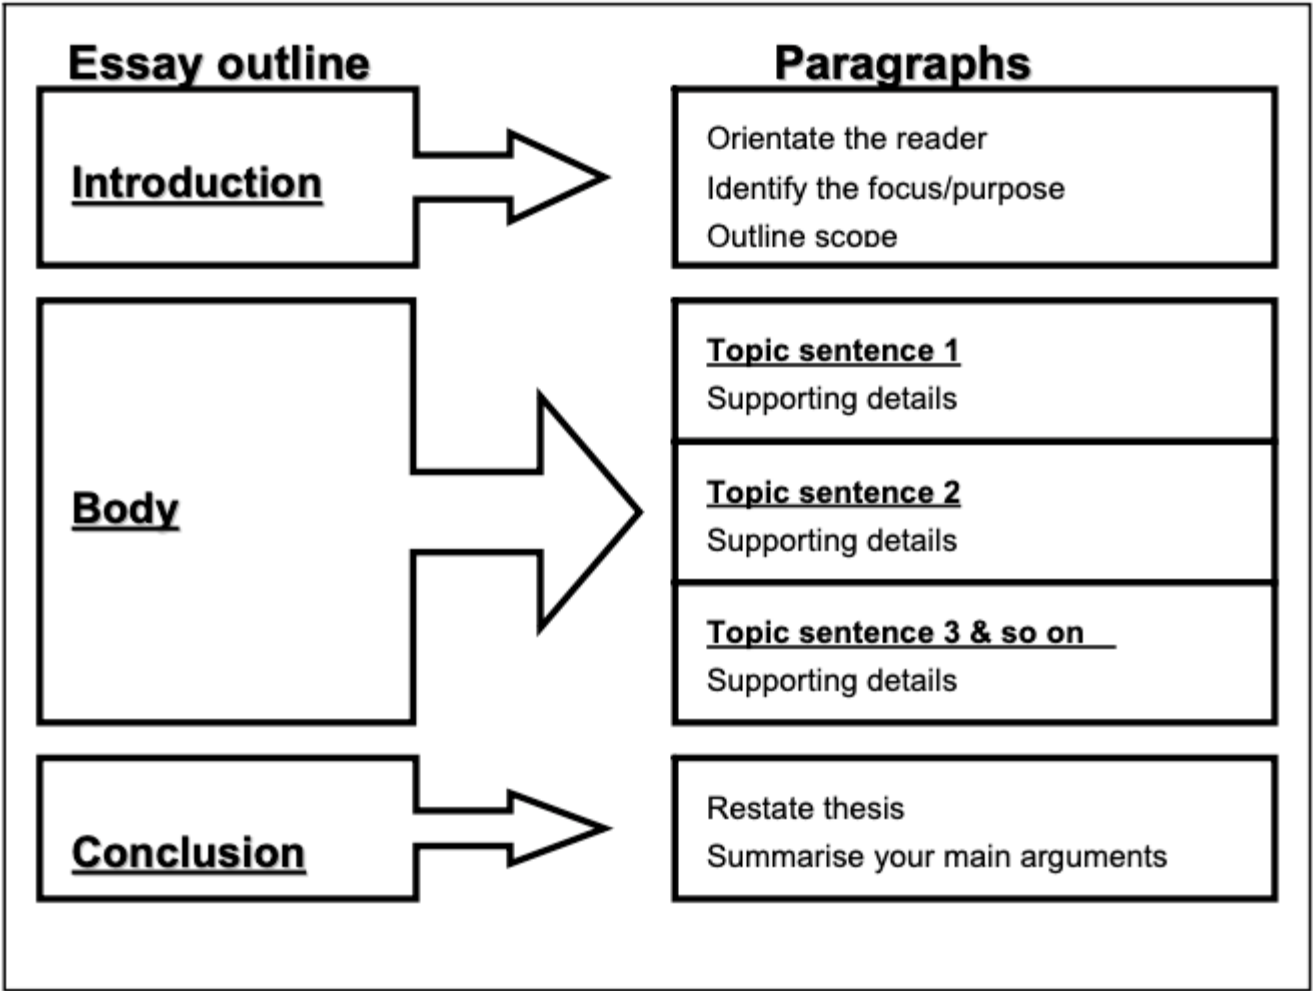 Essay outline
Paragraphs
Introduction
Orientate the reader
Identify the focus/purpose
Outline scope
Body
Topic sentence 1
Supporting details
Topic sentence 2
Supporting details
Topic sentence 3 & so on
Supporting details
Conclusion
Restate thesis
Summarise your main arguments